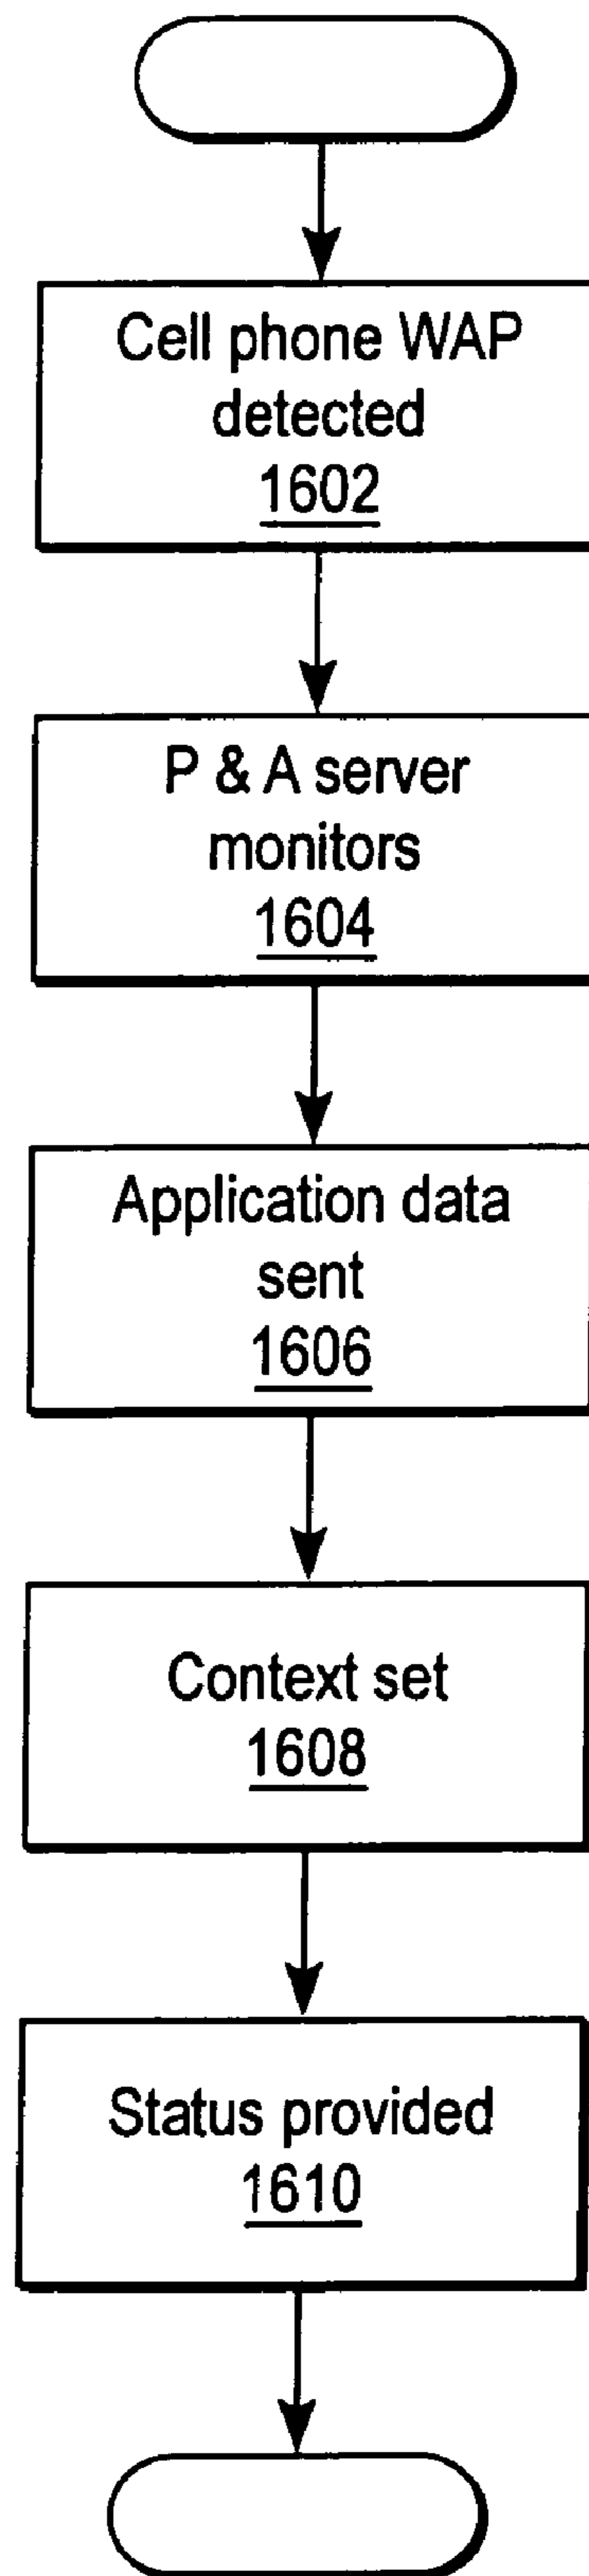 Cell phone WAP
detected
1602
P & A server
monitors
1604
Application data
sent
1606
Context set
1608
Status provided
1610